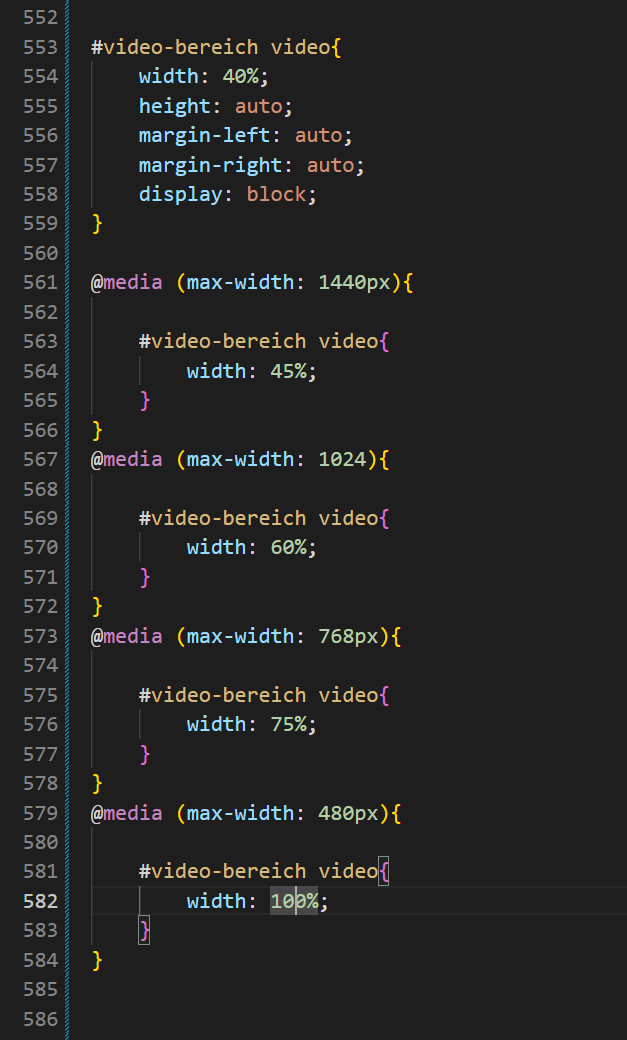 552
553 #video-bereich video{
554     width: 40%;
555     height: auto;
556     margin-left: auto;
557     margin-right: auto;
558     display: block;
559 }
560
561 @media (max-width: 1440px){
562
563     #video-bereich video{
564         width: 45%;
565     }
566 }
567 @media (max-width: 1024){
568
569     #video-bereich video{
570         width: 60%;
571     }
572 }
573 @media (max-width: 768px){
574
575     #video-bereich video{
576         width: 75%;
577     }
578 }
579 @media (max-width: 480px){
580
581     #video-bereich video{
582         width: 100%;
583     }
584 }
585
586